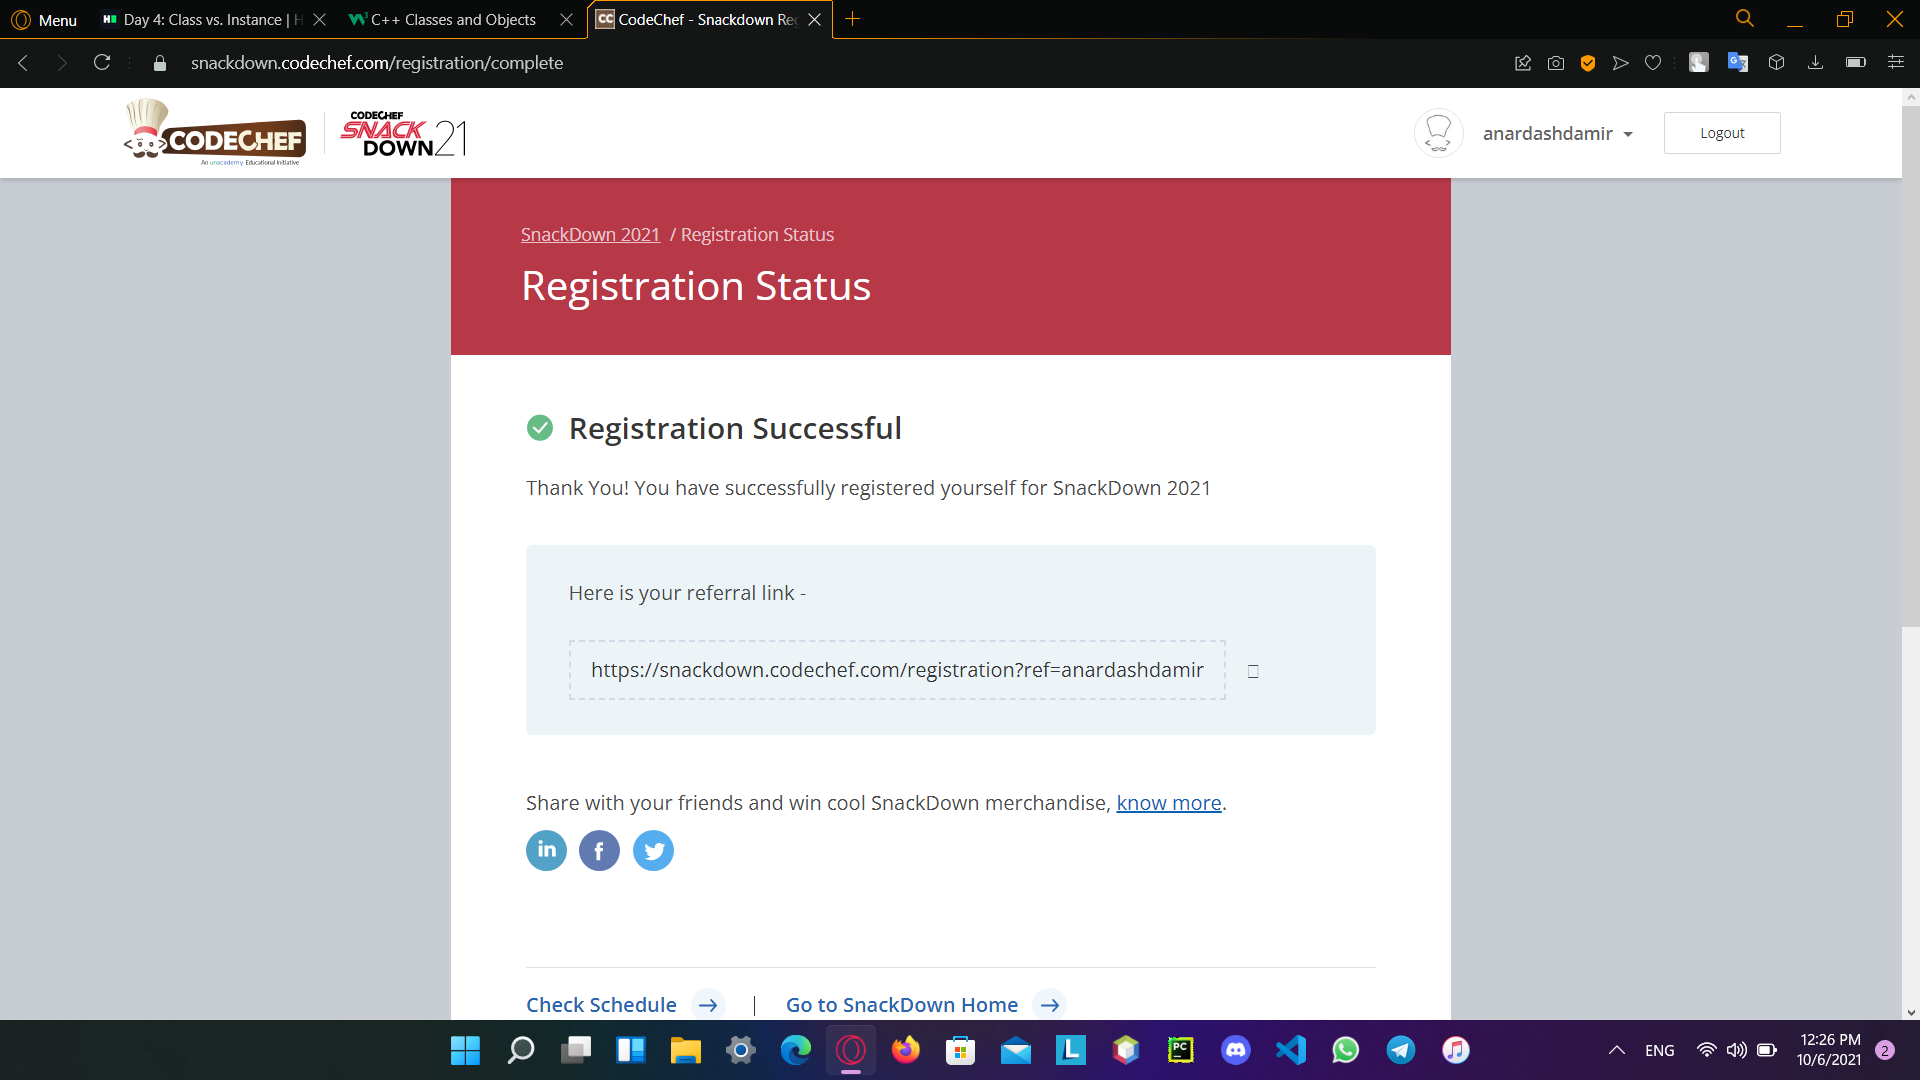 Menu
Day 4: Class vs. Instance | H
C++ Classes and Objects
CC
CodeChef - Snackdown Reg
snackdown.codechef.com/registration/complete
CODECHEF
An unacademy Educational Initiative
CODECHEF
SNACK
DOWN 21
anardashdamir
Logout
SnackDown 2021 / Registration Status
Registration Status
Registration Successful
Thank You! You have successfully registered yourself for SnackDown 2021
Here is your referral link -
https://snackdown.codechef.com/registration?ref=anardashdamir
Share with your friends and win cool SnackDown merchandise, know more.
in f
Check Schedule
|
Go to SnackDown Home
L
PC
ENG
12:26 PM
10/6/2021
2